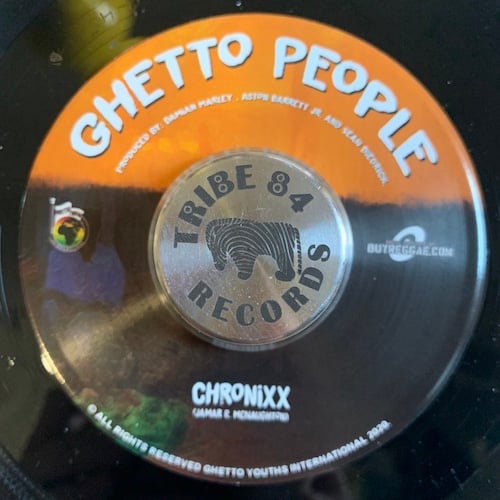 GHETTO PEOPLE
PRODUCED BY: DAMIAN MARLEY . ASTON BARRETT JR. AND SEAN DIEDRICK
TRIBE 84
RECORDS
BUYREGGAE.COM
CHRONiXX
(JAMAR R. MCNAUGHTON)
© ALL RIGHTS RESERVED GHETTO YOUTHS INTERNATIONAL 2020.